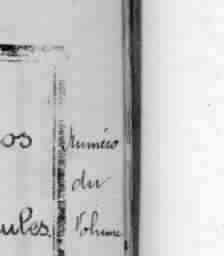 os Numéro
du
ules. Volume